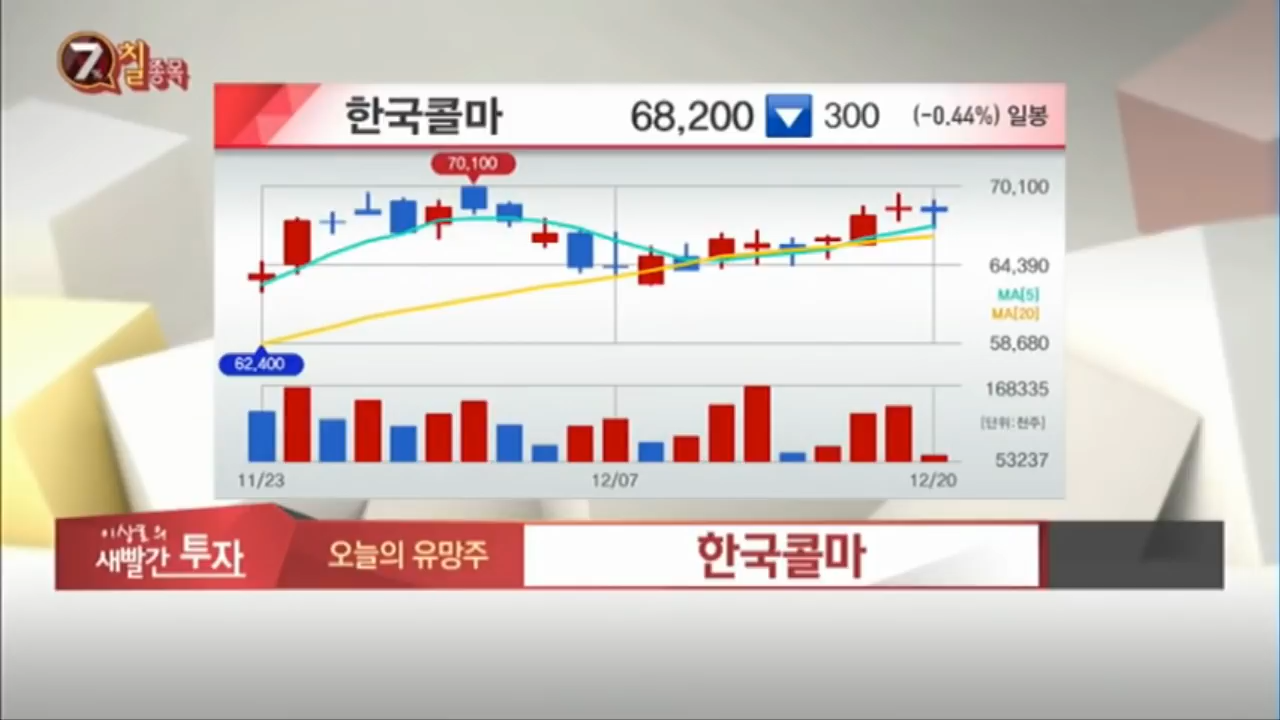 7% 칠종목
한국콜마 68,200 ▼ 300 (-0.44%) 일봉
70,100
70,100
64,390
MA[5]
MA[20]
58,680
62,400
168335
[단위:천주]
53237
11/23 12/07 12/20
이상로의
새빨간 투자
오늘의 유망주
한국콜마